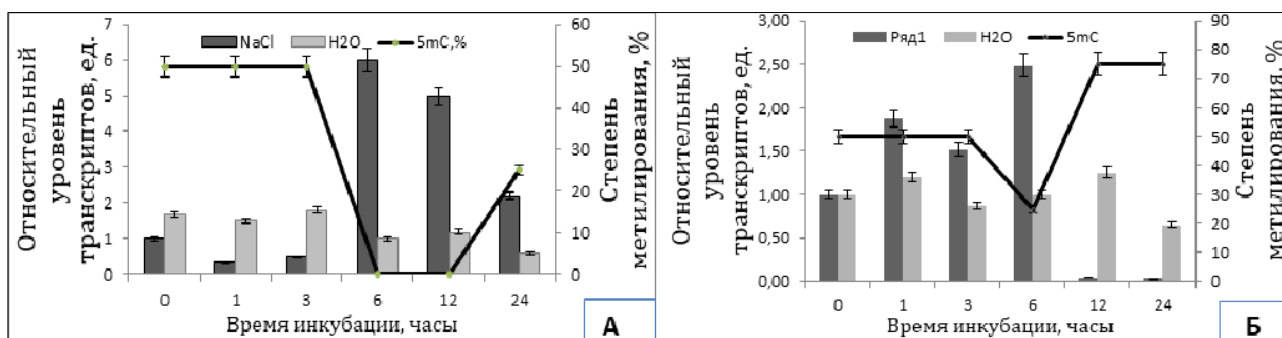 NaCl H2O 5mC,%
Относительный
уровень
транскриптов, ед.
7
6
5
4
3
2
1
0
60
50
40
30
20
10
0
Степень
метилирования, %
0 1 3 6 12 24
Время инкубации, часы
А
Ряд1 H2O 5mC
Относительный
уровень
транскриптов, ед.
3,00
2,50
2,00
1,50
1,00
0,50
0,00
90
80
70
60
50
40
30
20
10
0
Степень
метилирования, %
0 1 3 6 12 24
Время инкубации, часы
Б